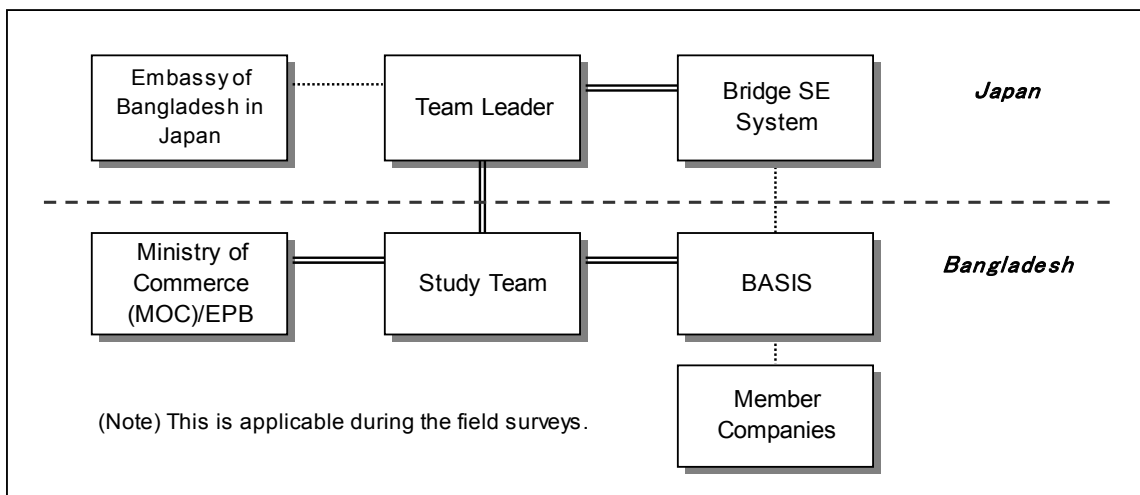 Embassy of
Bangladesh in
Japan
Team Leader
Bridge SE
System
Japan
Ministry of
Commerce
(MOC)/EPB
Study Team
BASIS
Bangladesh
Member
Companies
(Note) This is applicable during the field surveys.